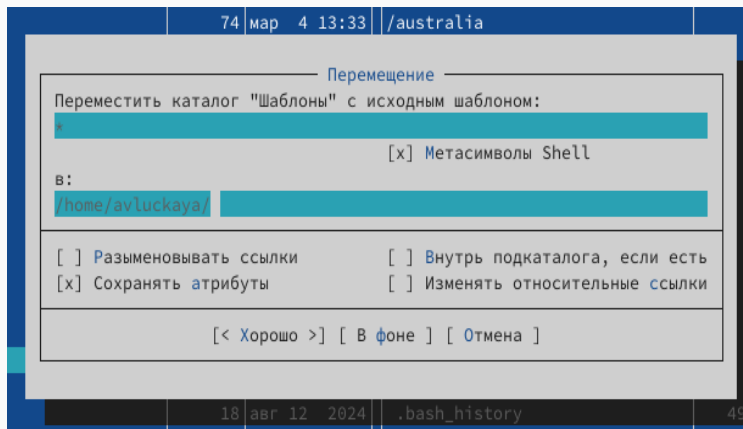 74 мар 4 13:33 /australia
Перемещение
Переместить каталог "Шаблоны" с исходным шаблоном:
*
[x] Метасимволы Shell
в:
/home/avluckaya/
[ ] Разыменовывать ссылки [ ] Внутрь подкаталога, если есть
[x] Сохранять атрибуты [ ] Изменять относительные ссылки
[< Хорошо >] [ В фоне ] [ Отмена ]
18 авг 12 2024 .bash_history 49